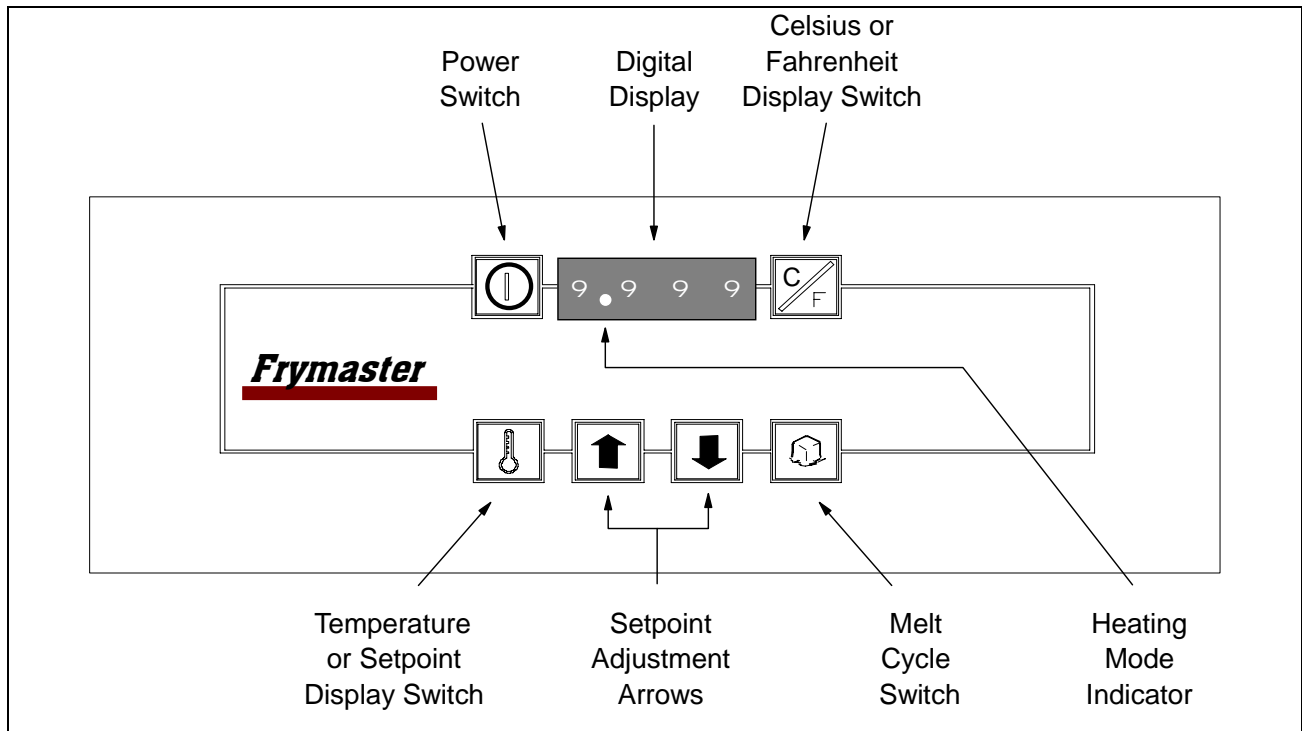 Power
Switch
Digital
Display
Celsius or
Fahrenheit
Display Switch
9.9 9 9
C
F
Frymaster
Temperature
or Setpoint
Display Switch
Setpoint
Adjustment
Arrows
Melt
Cycle
Switch
Heating
Mode
Indicator